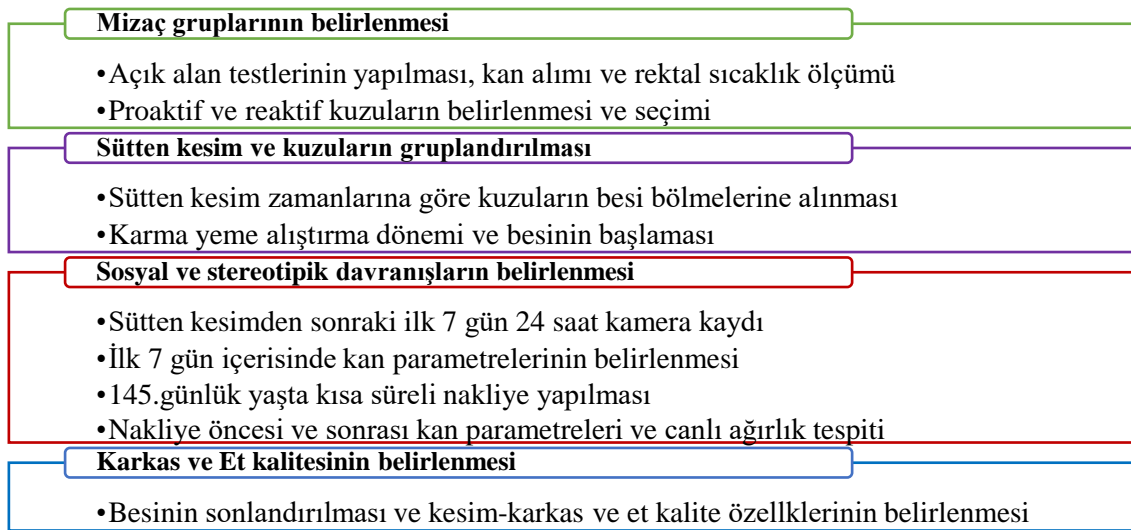 Mizaç gruplarının belirlenmesi
•Açık alan testlerinin yapılması, kan alımı ve rektal sıcaklık ölçümü
•Proaktif ve reaktif kuzuların belirlenmesi ve seçimi
Sütten kesim ve kuzuların gruplandırılması
•Sütten kesim zamanlarına göre kuzuların besi bölmelerine alınması
•Karma yeme alıştırma dönemi ve besinin başlaması
Sosyal ve stereotipik davranışların belirlenmesi
•Sütten kesimden sonraki ilk 7 gün 24 saat kamera kaydı
•İlk 7 gün içerisinde kan parametrelerinin belirlenmesi
•145.günlük yaşta kısa süreli nakliye yapılması
•Nakliye öncesi ve sonrası kan parametreleri ve canlı ağırlık tespiti
Karkas ve Et kalitesinin belirlenmesi
•Besinin sonlandırılması ve kesim-karkas ve et kalite özellklerinin belirlenmesi